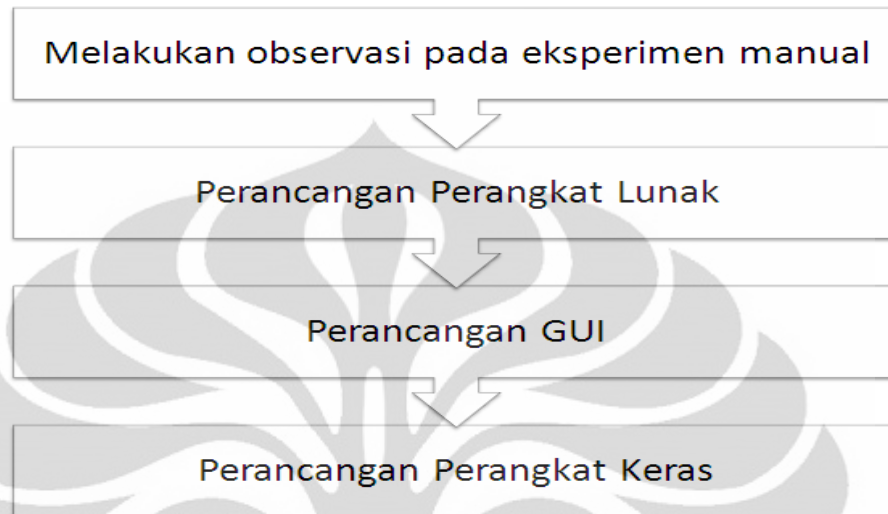 Melakukan observasi pada eksperimen manual
Perancangan Perangkat Lunak
Perancangan GUI
Perancangan Perangkat Keras